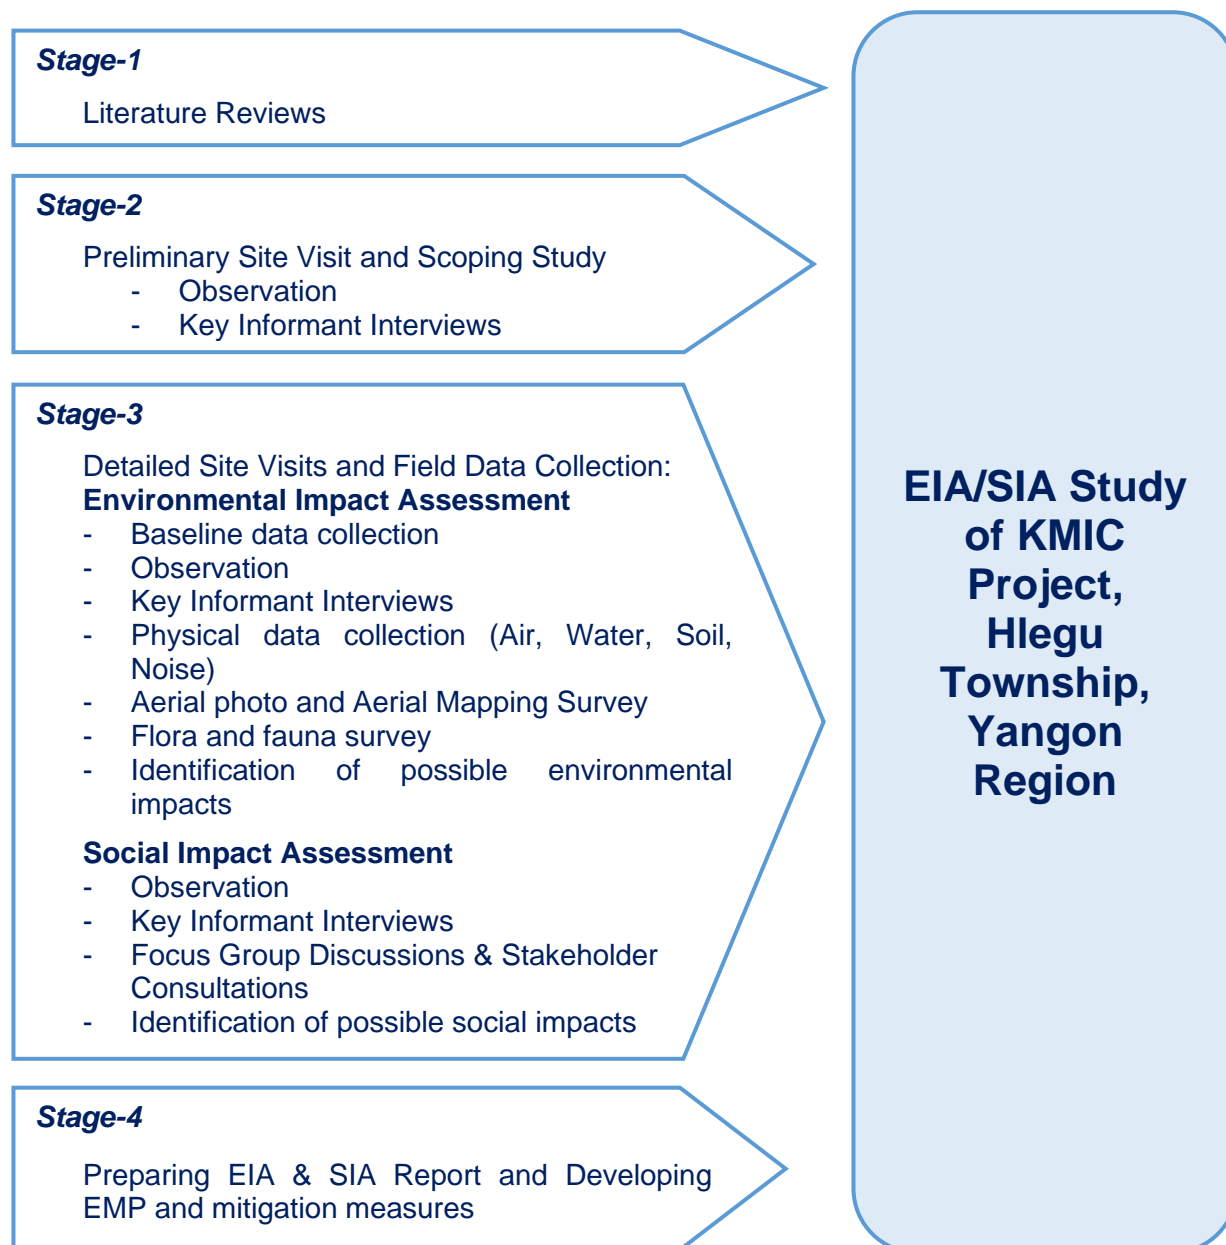 Stage-1
Literature Reviews
Stage-2
Preliminary Site Visit and Scoping Study
- Observation
- Key Informant Interviews
Stage-3
Detailed Site Visits and Field Data Collection:
Environmental Impact Assessment
- Baseline data collection
- Observation
- Key Informant Interviews
- Physical data collection (Air, Water, Soil,
Noise)
- Aerial photo and Aerial Mapping Survey
- Flora and fauna survey
- Identification of possible environmental
impacts
Social Impact Assessment
- Observation
- Key Informant Interviews
- Focus Group Discussions & Stakeholder
Consultations
- Identification of possible social impacts
Stage-4
Preparing EIA & SIA Report and Developing
EMP and mitigation measures
EIA/SIA Study
of KMIC
Project,
Hlegu
Township,
Yangon
Region